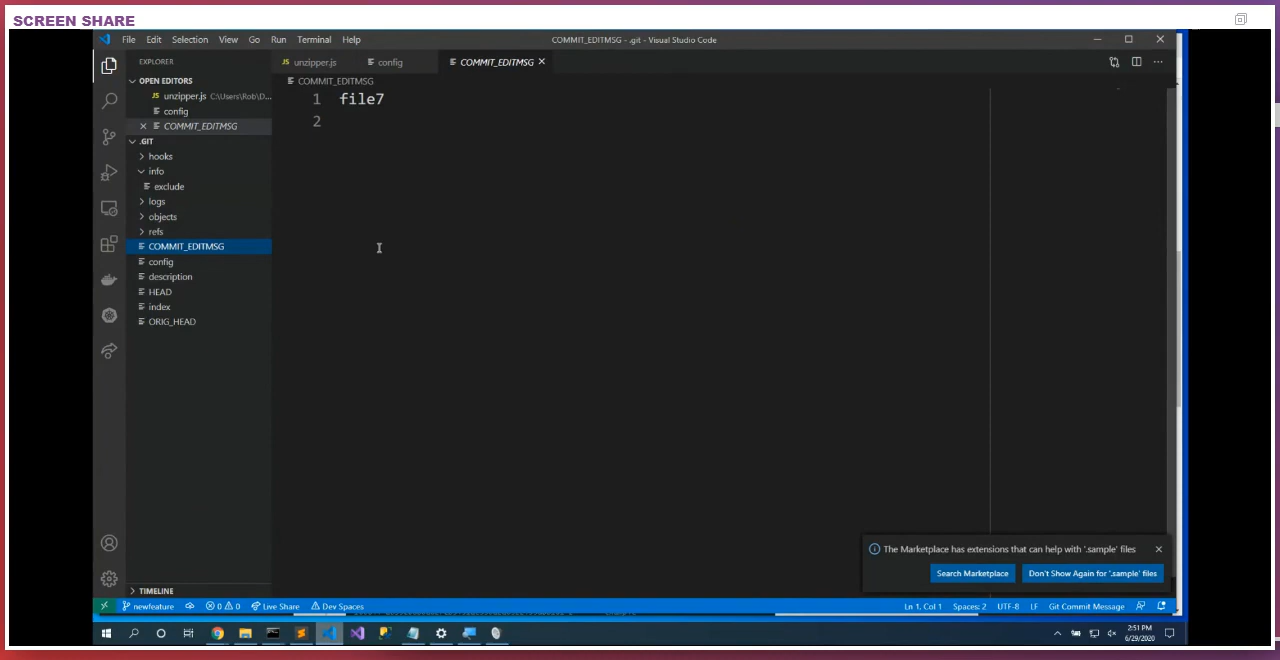 SCREEN SHARE
File Edit Selection View Go Run Terminal Help
COMMIT_EDITMSG - .git - Visual Studio Code
EXPLORER
OPEN EDITORS
JS unzipper.js C:\Users\Rob\D...
config
COMMIT_EDITMSG
.GIT
hooks
info
exclude
logs
objects
refs
COMMIT_EDITMSG
config
description
HEAD
index
ORIG_HEAD
TIMELINE
JS unzipper.js config COMMIT_EDITMSG
COMMIT_EDITMSG
1 file7
2
The Marketplace has extensions that can help with '.sample' files
Search Marketplace Don't Show Again for '.sample' files
newfeature 0 0 Live Share Dev Spaces Ln 1, Col 1 Spaces: 2 UTF-8 LF Git Commit Message
2:51 PM
6/29/2020